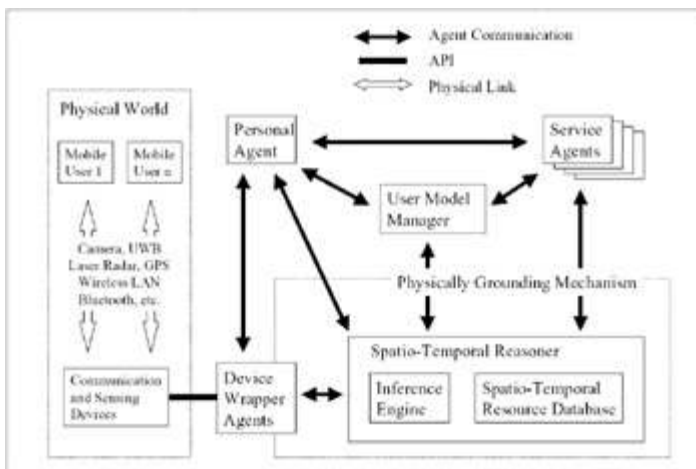 Agent Communication
API
Physical Link
Physical World
Mobile
User 1
Mobile
User n
Camera, UWB
Laser Radar, GPS
Wireless LAN
Bluetooth, etc.
Communication
and Sensing
Devices
Personal
Agent
Service
Agents
User Model
Manager
Physically Grounding Mechanism
Device
Wrapper
Agents
Spatio-Temporal Reasoner
Inference
Engine
Spatio-Temporal
Resource Database